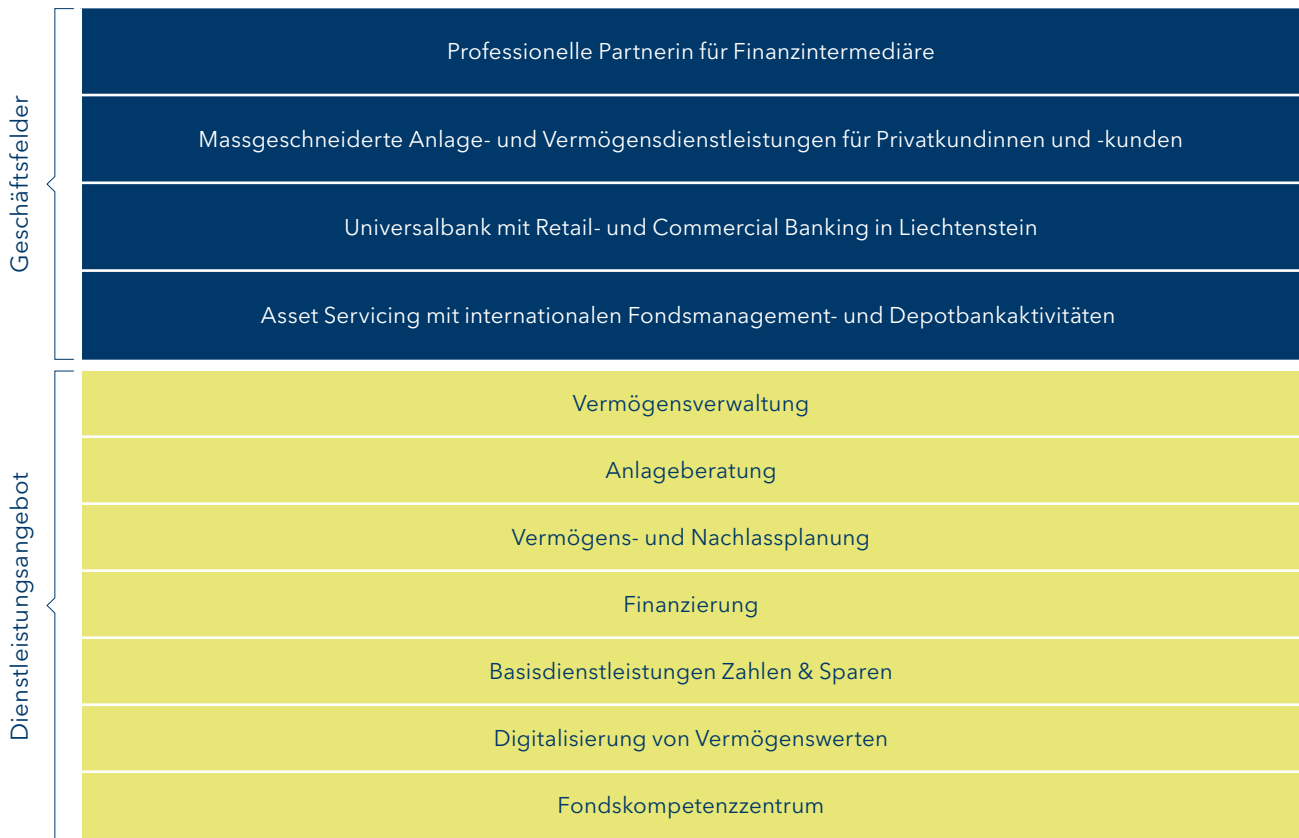 Geschäftsfelder
Professionelle Partnerin für Finanzintermediäre
Massgeschneiderte Anlage- und Vermögensdienstleistungen für Privatkundinnen und -kunden
Universalbank mit Retail- und Commercial Banking in Liechtenstein
Asset Servicing mit internationalen Fondsmanagement- und Depotbankaktivitäten
Dienstleistungsangebot
Vermögensverwaltung
Anlageberatung
Vermögens- und Nachlassplanung
Finanzierung
Basisdienstleistungen Zahlen & Sparen
Digitalisierung von Vermögenswerten
Fondskompetenzzentrum